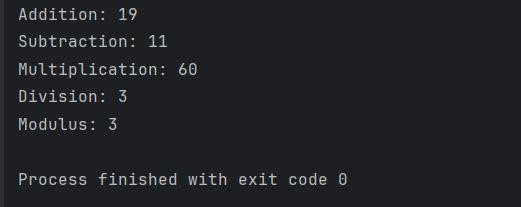 Addition: 19
Subtraction: 11
Multiplication: 60
Division: 3
Modulus: 3
Process finished with exit code 0